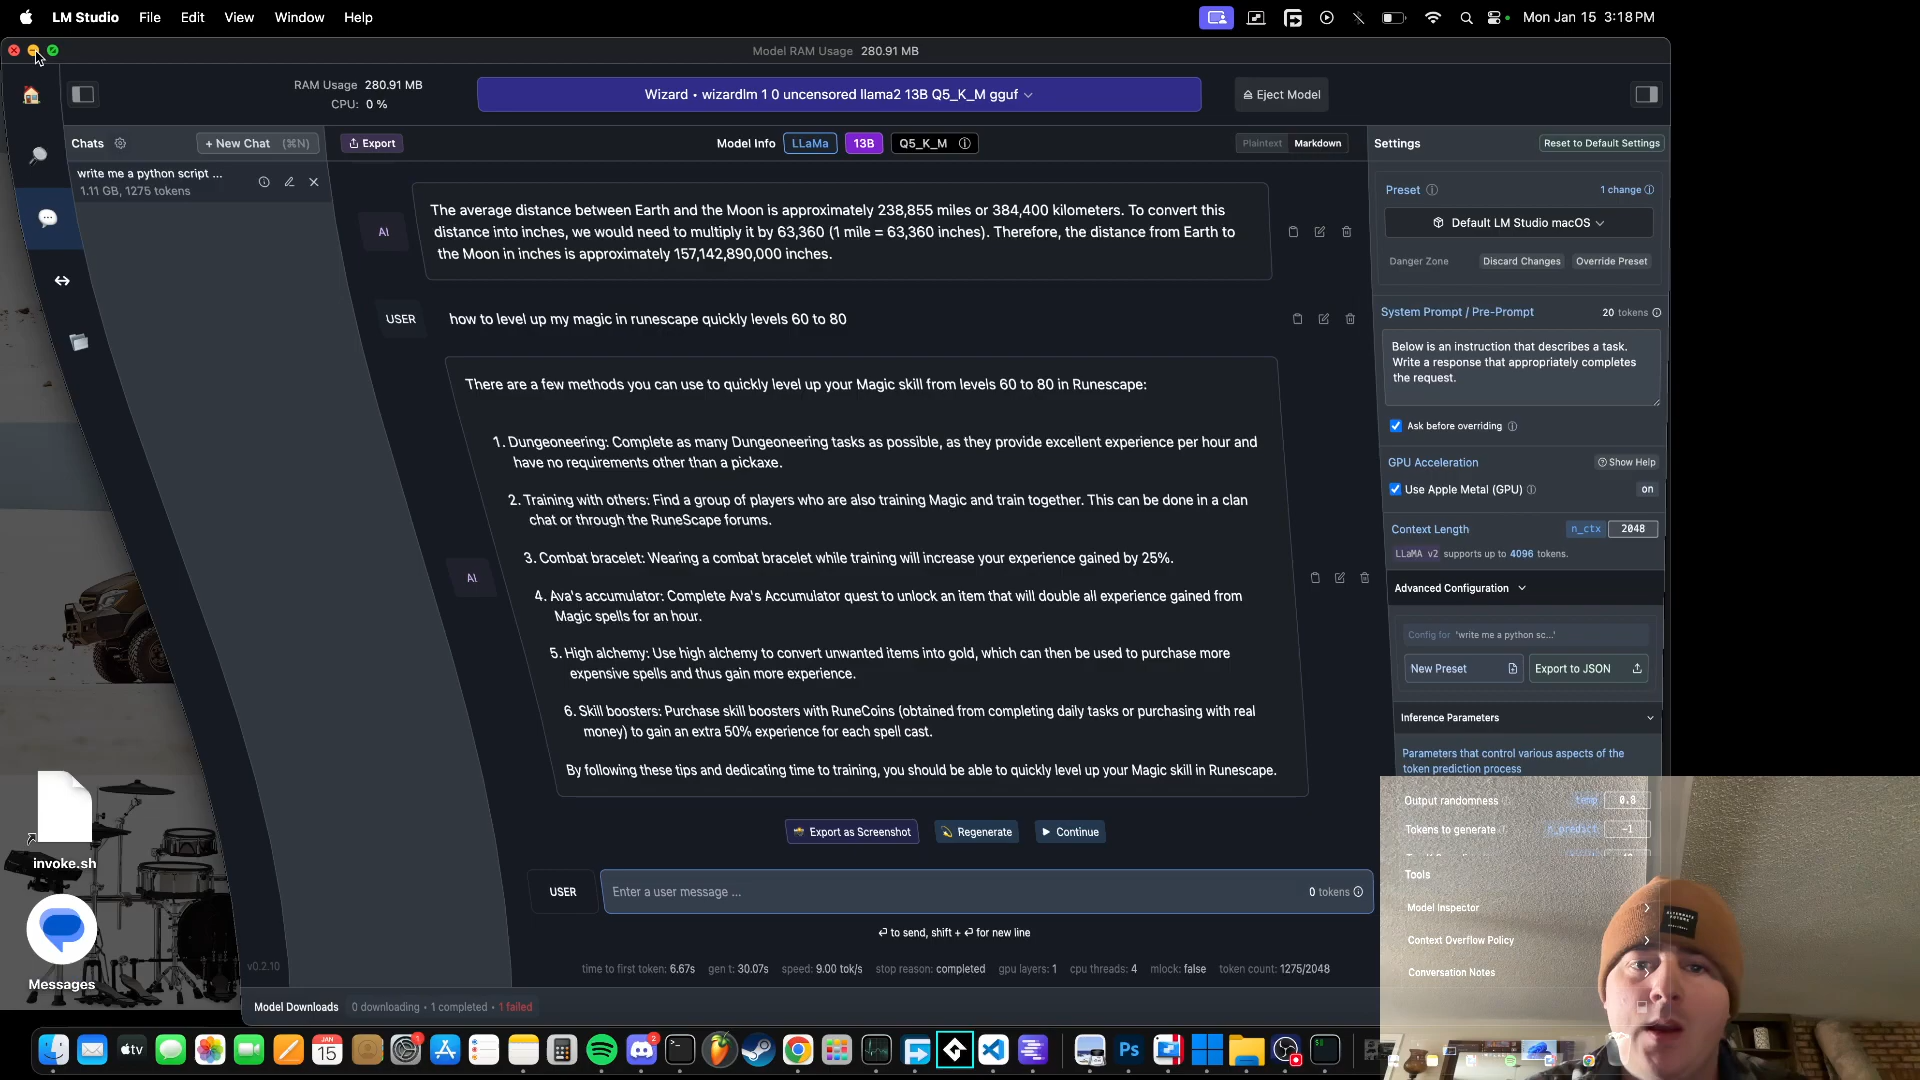 LM Studio File Edit View Window Help
Mon Jan 15 3:18 PM
Model RAM Usage 280.91 MB
RAM Usage 280.91 MB
CPU: 0 %
Wizard • wizardlm 1 0 uncensored llama2 13B Q5_K_M gguf
Eject Model
Chats
+ New Chat (⌘N)
Export
Model Info LLaMa 13B Q5_K_M
Plaintext Markdown
Settings
Reset to Default Settings
write me a python script ...
1.11 GB, 1275 tokens
AI
The average distance between Earth and the Moon is approximately 238,855 miles or 384,400 kilometers. To convert this
distance into inches, we would need to multiply it by 63,360 (1 mile = 63,360 inches). Therefore, the distance from Earth to
the Moon in inches is approximately 157,142,890,000 inches.
USER
how to level up my magic in runescape quickly levels 60 to 80
AI
There are a few methods you can use to quickly level up your Magic skill from levels 60 to 80 in Runescape:
1. Dungeoneering: Complete as many Dungeoneering tasks as possible, as they provide excellent experience per hour and
have no requirements other than a pickaxe.
2. Training with others: Find a group of players who are also training Magic and train together. This can be done in a clan
chat or through the RuneScape forums.
3. Combat bracelet: Wearing a combat bracelet while training will increase your experience gained by 25%.
4. Ava's accumulator: Complete Ava's Accumulator quest to unlock an item that will double all experience gained from
Magic spells for an hour.
5. High alchemy: Use high alchemy to convert unwanted items into gold, which can then be used to purchase more
expensive spells and thus gain more experience.
6. Skill boosters: Purchase skill boosters with RuneCoins (obtained from completing daily tasks or purchasing with real
money) to gain an extra 50% experience for each spell cast.
By following these tips and dedicating time to training, you should be able to quickly level up your Magic skill in Runescape.
Export as Screenshot
Regenerate
Continue
USER
Enter a user message ...
0 tokens
⏎ to send, shift + ⏎ for new line
time to first token: 6.67s gen t: 30.07s speed: 9.00 tok/s stop reason: completed gpu layers: 1 cpu threads: 4 mlock: false token count: 1275/2048
v0.2.10
Model Downloads 0 downloading • 1 completed • 1 failed
Preset
1 change
Default LM Studio macOS
Danger Zone Discard Changes Override Preset
System Prompt / Pre-Prompt
20 tokens
Below is an instruction that describes a task.
Write a response that appropriately completes
the request.
Ask before overriding
GPU Acceleration
Show Help
Use Apple Metal (GPU)
on
Context Length
n_ctx 2048
LLaMA v2 supports up to 4096 tokens.
Advanced Configuration
Config for 'write me a python sc...'
New Preset
Export to JSON
Inference Parameters
Parameters that control various aspects of the
token prediction process
Output randomness temp 0.8
Tokens to generate n_predict -1
Tools
Model Inspector
Context Overflow Policy
Conversation Notes
invoke.sh
Messages
tv
JAN
15
1
2
Ps